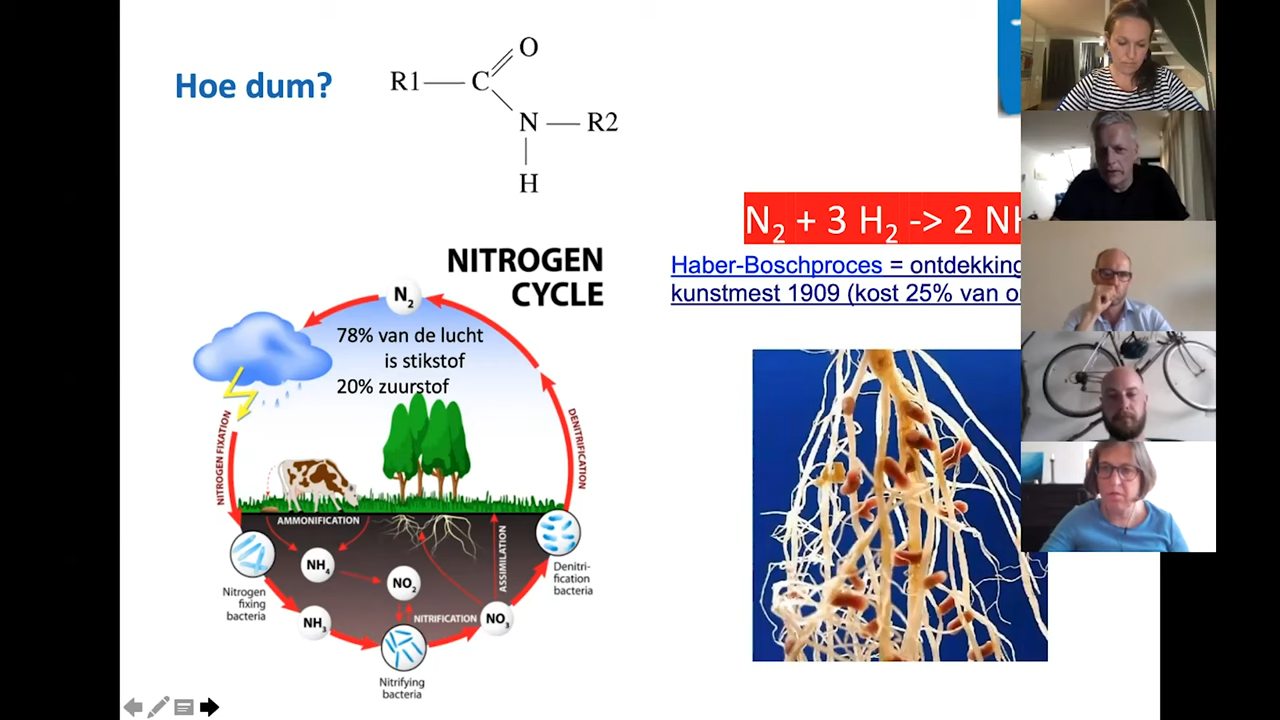 Hoe dum?
O
R1
C
N
R2
H
N2 + 3 H2 -> 2 NH
Haber-Boschproces = ontdekking
kunstmest 1909 (kost 25% van
NITROGEN
CYCLE
N2
78% van de lucht
is stikstof
20% zuurstof
NITROGEN FIXATION
DENITRIFICATION
AMMONIFICATION
ASSIMILATION
NH4
NO2
NITRIFICATION
NH3
NO3
Nitrogen
fixing
bacteria
Denitri-
fication
bacteria
Nitrifying
bacteria